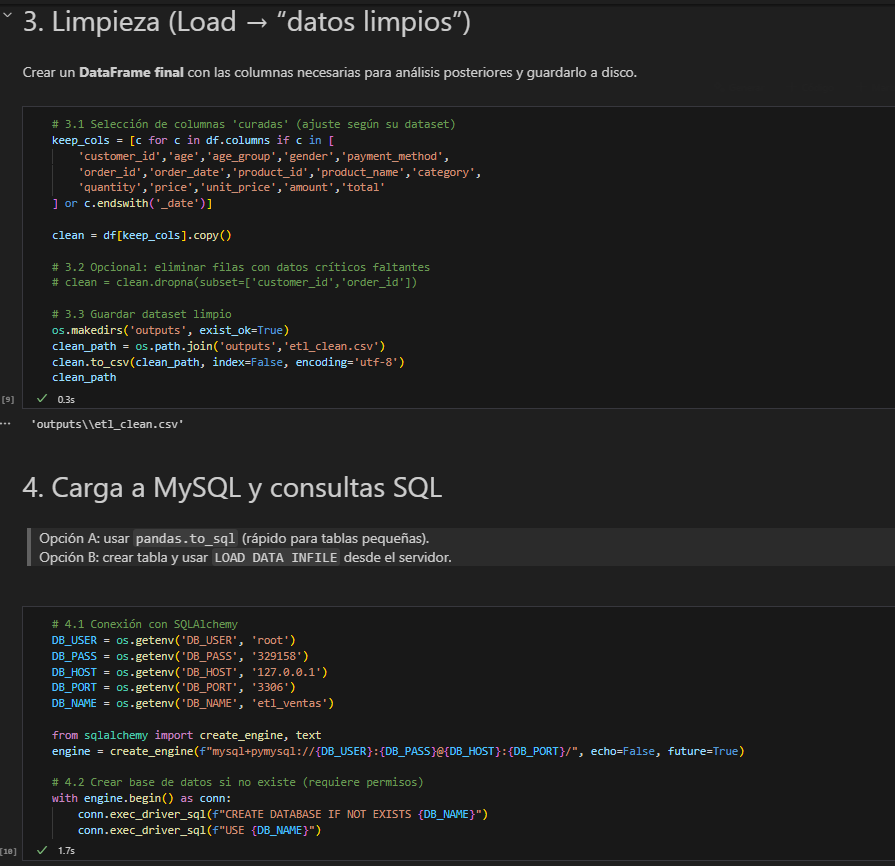 3. Limpieza (Load → “datos limpios”)
Crear un DataFrame final con las columnas necesarias para análisis posteriores y guardarlo a disco.
# 3.1 Selección de columnas 'curadas' (ajuste según su dataset)
keep_cols = [c for c in df.columns if c in [
    'customer_id','age','age_group','gender','payment_method',
    'order_id','order_date','product_id','product_name','category',
    'quantity','price','unit_price','amount','total'
] or c.endswith('_date')]
clean = df[keep_cols].copy()
# 3.2 Opcional: eliminar filas con datos críticos faltantes
# clean = clean.dropna(subset=['customer_id','order_id'])
# 3.3 Guardar dataset limpio
os.makedirs('outputs', exist_ok=True)
clean_path = os.path.join('outputs','etl_clean.csv')
clean.to_csv(clean_path, index=False, encoding='utf-8')
clean_path
[9] ✓ 0.3s
... 'outputs\\etl_clean.csv'
4. Carga a MySQL y consultas SQL
Opción A: usar pandas.to_sql (rápido para tablas pequeñas).
Opción B: crear tabla y usar LOAD DATA INFILE desde el servidor.
# 4.1 Conexión con SQLAlchemy
DB_USER = os.getenv('DB_USER', 'root')
DB_PASS = os.getenv('DB_PASS', '329158')
DB_HOST = os.getenv('DB_HOST', '127.0.0.1')
DB_PORT = os.getenv('DB_PORT', '3306')
DB_NAME = os.getenv('DB_NAME', 'etl_ventas')
from sqlalchemy import create_engine, text
engine = create_engine(f"mysql+pymysql://{DB_USER}:{DB_PASS}@{DB_HOST}:{DB_PORT}/", echo=False, future=True)
# 4.2 Crear base de datos si no existe (requiere permisos)
with engine.begin() as conn:
    conn.exec_driver_sql(f"CREATE DATABASE IF NOT EXISTS {DB_NAME}")
    conn.exec_driver_sql(f"USE {DB_NAME}")
[10] ✓ 1.7s